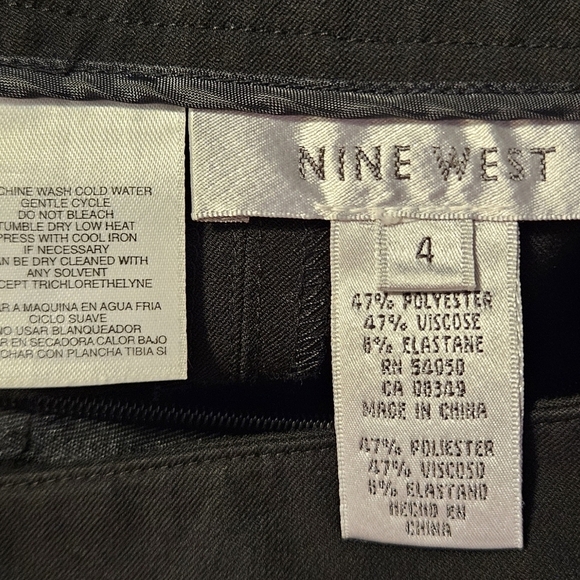 CHINE WASH COLD WATER
GENTLE CYCLE
DO NOT BLEACH
TUMBLE DRY LOW HEAT
PRESS WITH COOL IRON
IF NECESSARY
AN BE DRY CLEANED WITH
ANY SOLVENT
CEPT TRICHLORETHELYNE
AR A MAQUINA EN AGUA FRIA
CICLO SUAVE
NO USAR BLANQUEADOR
AR EN SECADORA CALOR BAJO
CHAR CON PLANCHA TIBIA SI
NINE WEST
4
47% POLYESTER
47% VISCOSE
6% ELASTANE
RN 54050
CA 08349
MADE IN CHINA
47% POLIESTER
47% VISCOSO
6% ELASTANO
HECHO EN
CHINA